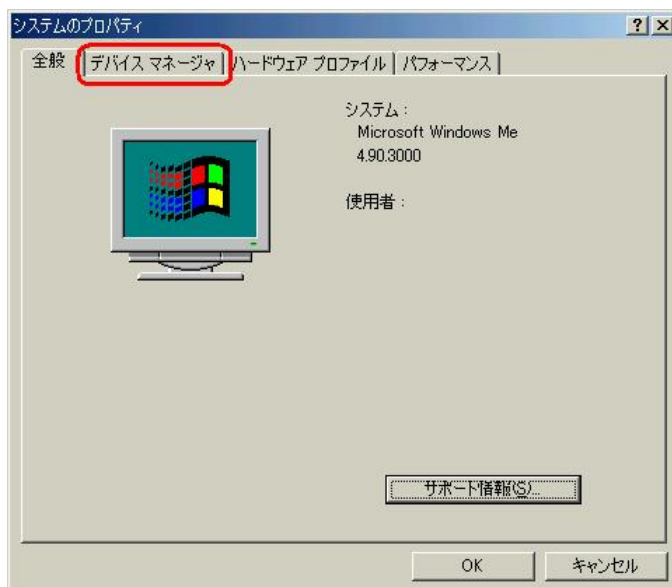 システムのプロパティ
? ×
全般 デバイス マネージャ ハードウェア プロファイル パフォーマンス
システム :
Microsoft Windows Me
4.90.3000
使用者 :
サポート情報(S)...
OK キャンセル